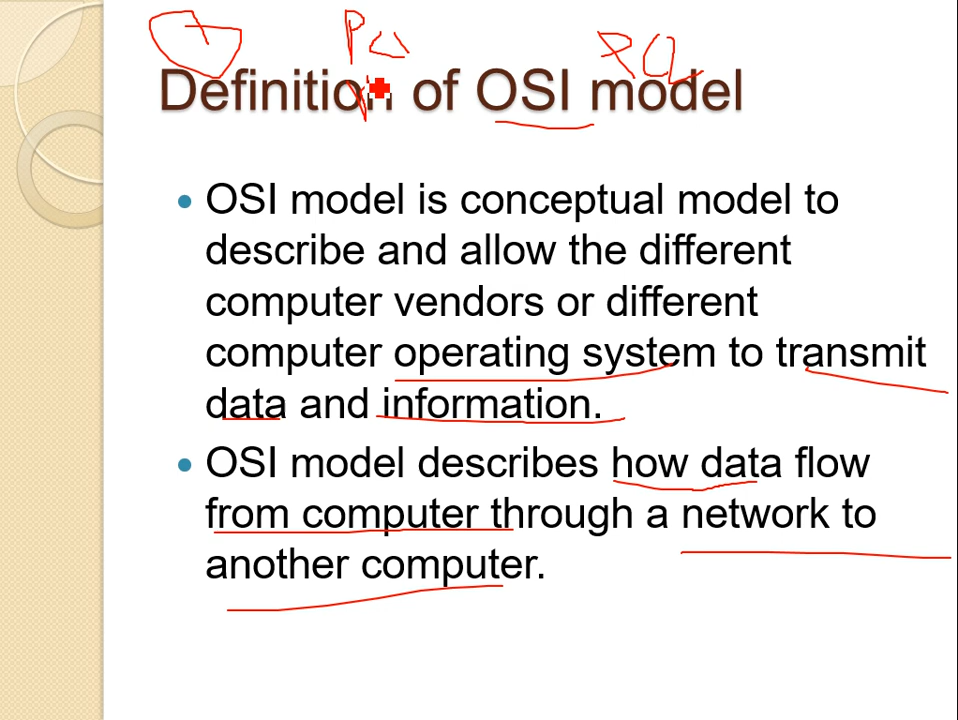 Definition of OSI model
OSI model is conceptual model to
describe and allow the different
computer vendors or different
computer operating system to transmit
data and information.
OSI model describes how data flow
from computer through a network to
another computer.